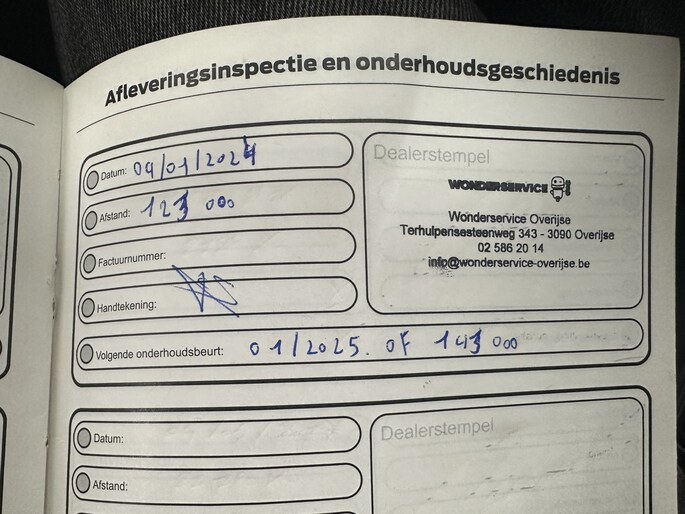 Afleveringsinspectie en onderhoudsgeschiedenis
Datum: 09/01/2024
Afstand: 123 000
Factuurnummer:
Handtekening:
Dealerstempel
WONDERSERVICE
Wonderservice Overijse
Terhulpensesteenweg 343 - 3090 Overijse
02 586 20 14
info@wonderservice-overijse.be
Volgende onderhoudsbeurt: 01/2025. OF 143 000
Datum:
Afstand:
Dealerstempel